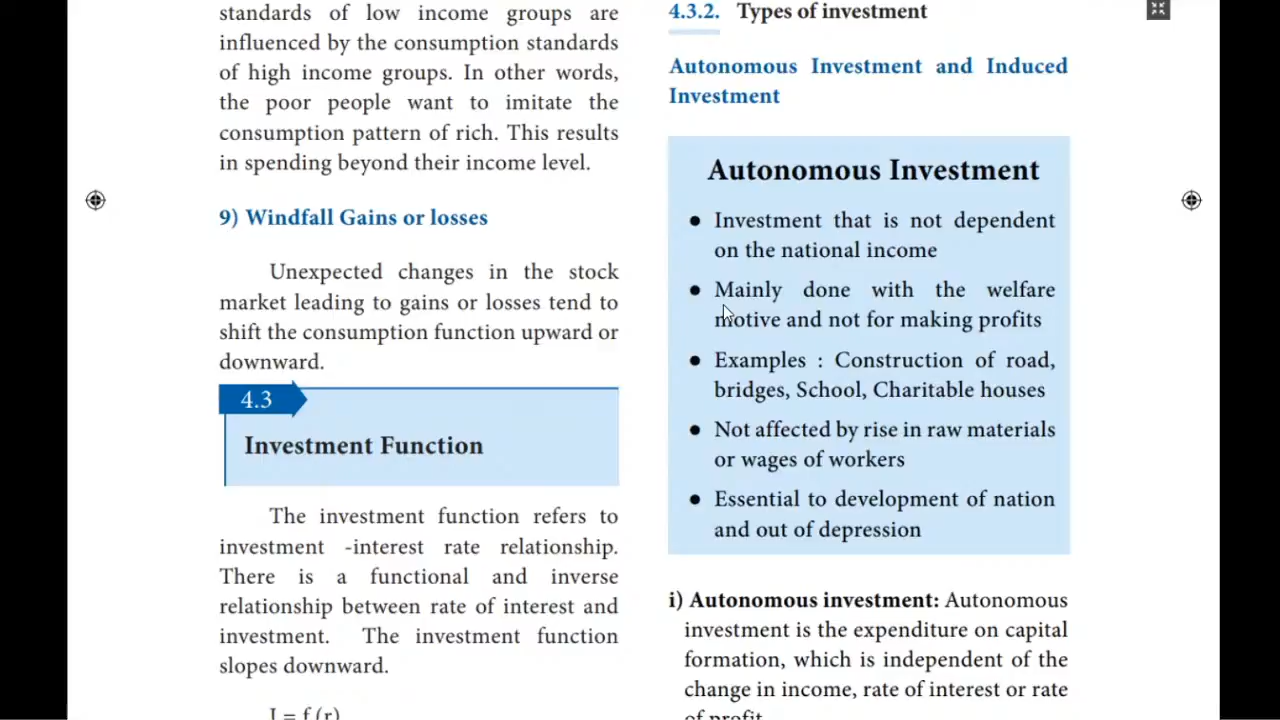 standards of low income groups are
influenced by the consumption standards
of high income groups. In other words,
the poor people want to imitate the
consumption pattern of rich. This results
in spending beyond their income level.
9) Windfall Gains or losses
Unexpected changes in the stock
market leading to gains or losses tend to
shift the consumption function upward or
downward.
4.3
Investment Function
The investment function refers to
investment -interest rate relationship.
There is a functional and inverse
relationship between rate of interest and
investment. The investment function
slopes downward.
I = f (r)
4.3.2. Types of investment
Autonomous Investment and Induced
Investment
Autonomous Investment
● Investment that is not dependent
on the national income
● Mainly done with the welfare
motive and not for making profits
● Examples : Construction of road,
bridges, School, Charitable houses
● Not affected by rise in raw materials
or wages of workers
● Essential to development of nation
and out of depression
i) Autonomous investment: Autonomous
investment is the expenditure on capital
formation, which is independent of the
change in income, rate of interest or rate
of profit.